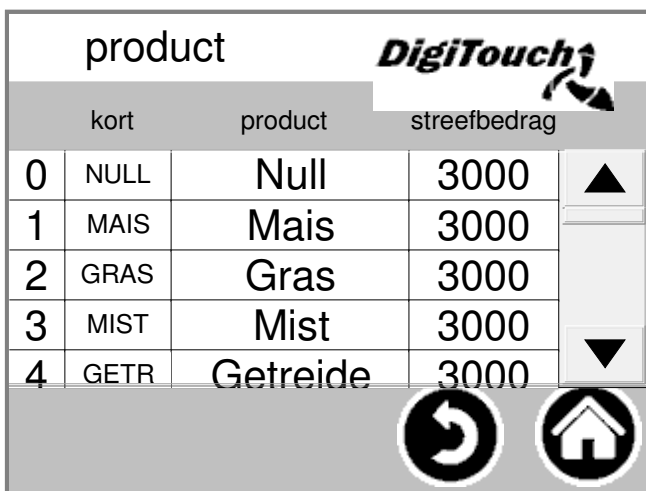 product DigiTouch
kort product streefbedrag
0 NULL Null 3000
1 MAIS Mais 3000
2 GRAS Gras 3000
3 MIST Mist 3000
4 GETR Getreide 3000